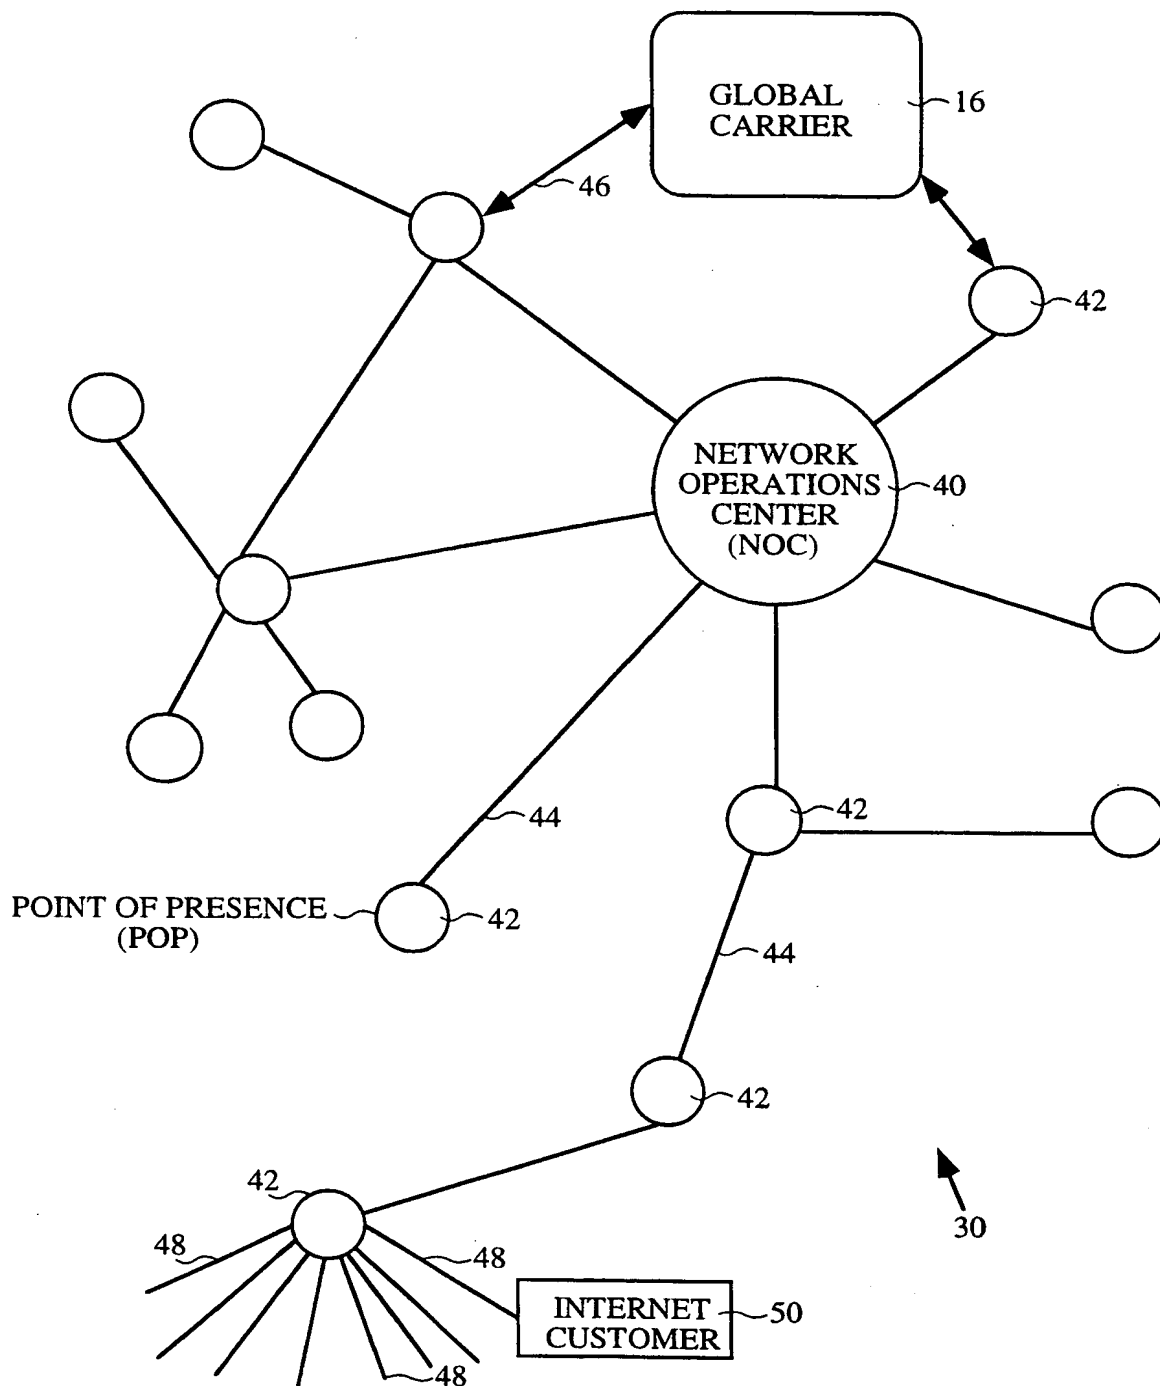 GLOBAL
CARRIER
16
46
42
NETWORK
OPERATIONS
CENTER
(NOC)
40
44
42
POINT OF PRESENCE
(POP)
42
44
42
42
30
48
48
48
INTERNET
CUSTOMER
50